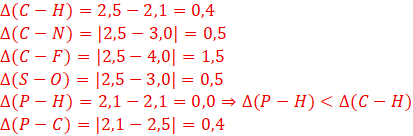 Δ(C − H) = 2,5 − 2,1 = 0,4
Δ(C − N) = |2,5 − 3,0| = 0,5
Δ(C − F) = |2,5 − 4,0| = 1,5
Δ(S − O) = |2,5 − 3,0| = 0,5
Δ(P − H) = 2,1 − 2,1 = 0,0 ⇒ Δ(P − H) < Δ(C − H)
Δ(P − C) = |2,1 − 2,5| = 0,4